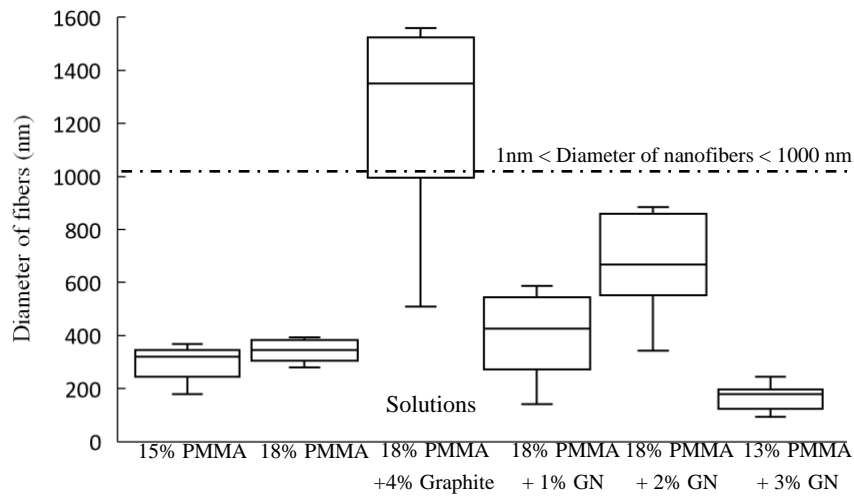 Diameter of fibers (nm)
1600
1400
1200
1000
800
600
400
200
0
1nm < Diameter of nanofibers < 1000 nm
Solutions
15% PMMA 18% PMMA 18% PMMA 18% PMMA 18% PMMA 13% PMMA
+4% Graphite + 1% GN + 2% GN + 3% GN